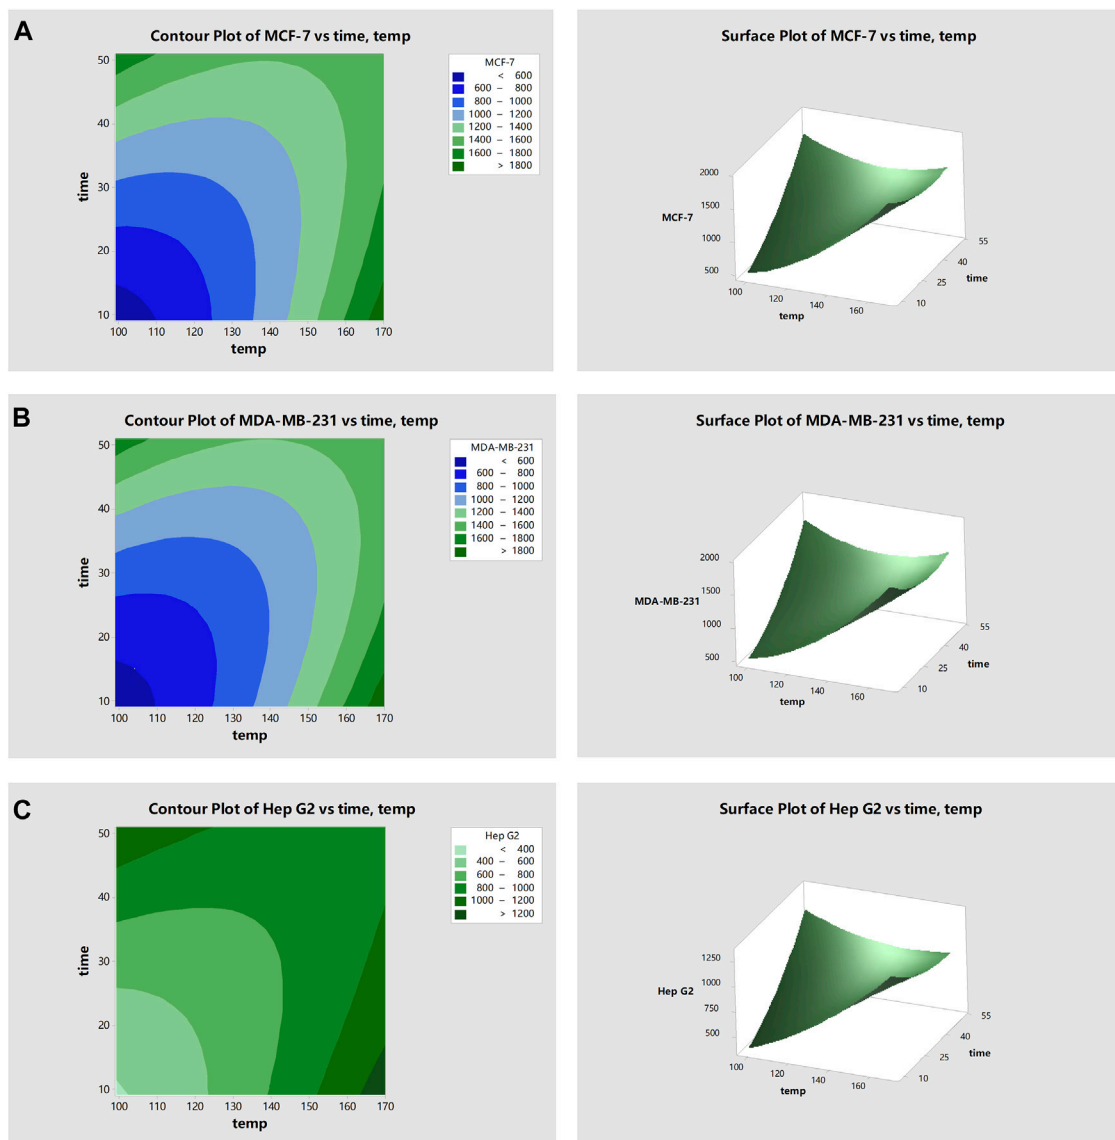 A
Contour Plot of MCF-7 vs time, temp
50
40
30
20
10
time
100 110 120 130 140 150 160 170
temp
MCF-7
< 600
600 – 800
800 – 1000
1000 – 1200
1200 – 1400
1400 – 1600
1600 – 1800
> 1800
Surface Plot of MCF-7 vs time, temp
2000
1500
1000
500
MCF-7
100 120 140 160
temp
10 25 40 55
time
B
Contour Plot of MDA-MB-231 vs time, temp
50
40
30
20
10
time
100 110 120 130 140 150 160 170
temp
MDA-MB-231
< 600
600 – 800
800 – 1000
1000 – 1200
1200 – 1400
1400 – 1600
1600 – 1800
> 1800
Surface Plot of MDA-MB-231 vs time, temp
2000
1500
1000
500
MDA-MB-231
100 120 140 160
temp
10 25 40 55
time
C
Contour Plot of Hep G2 vs time, temp
50
40
30
20
10
time
100 110 120 130 140 150 160 170
temp
Hep G2
< 400
400 – 600
600 – 800
800 – 1000
1000 – 1200
> 1200
Surface Plot of Hep G2 vs time, temp
1250
1000
750
500
Hep G2
100 120 140 160
temp
10 25 40 55
time